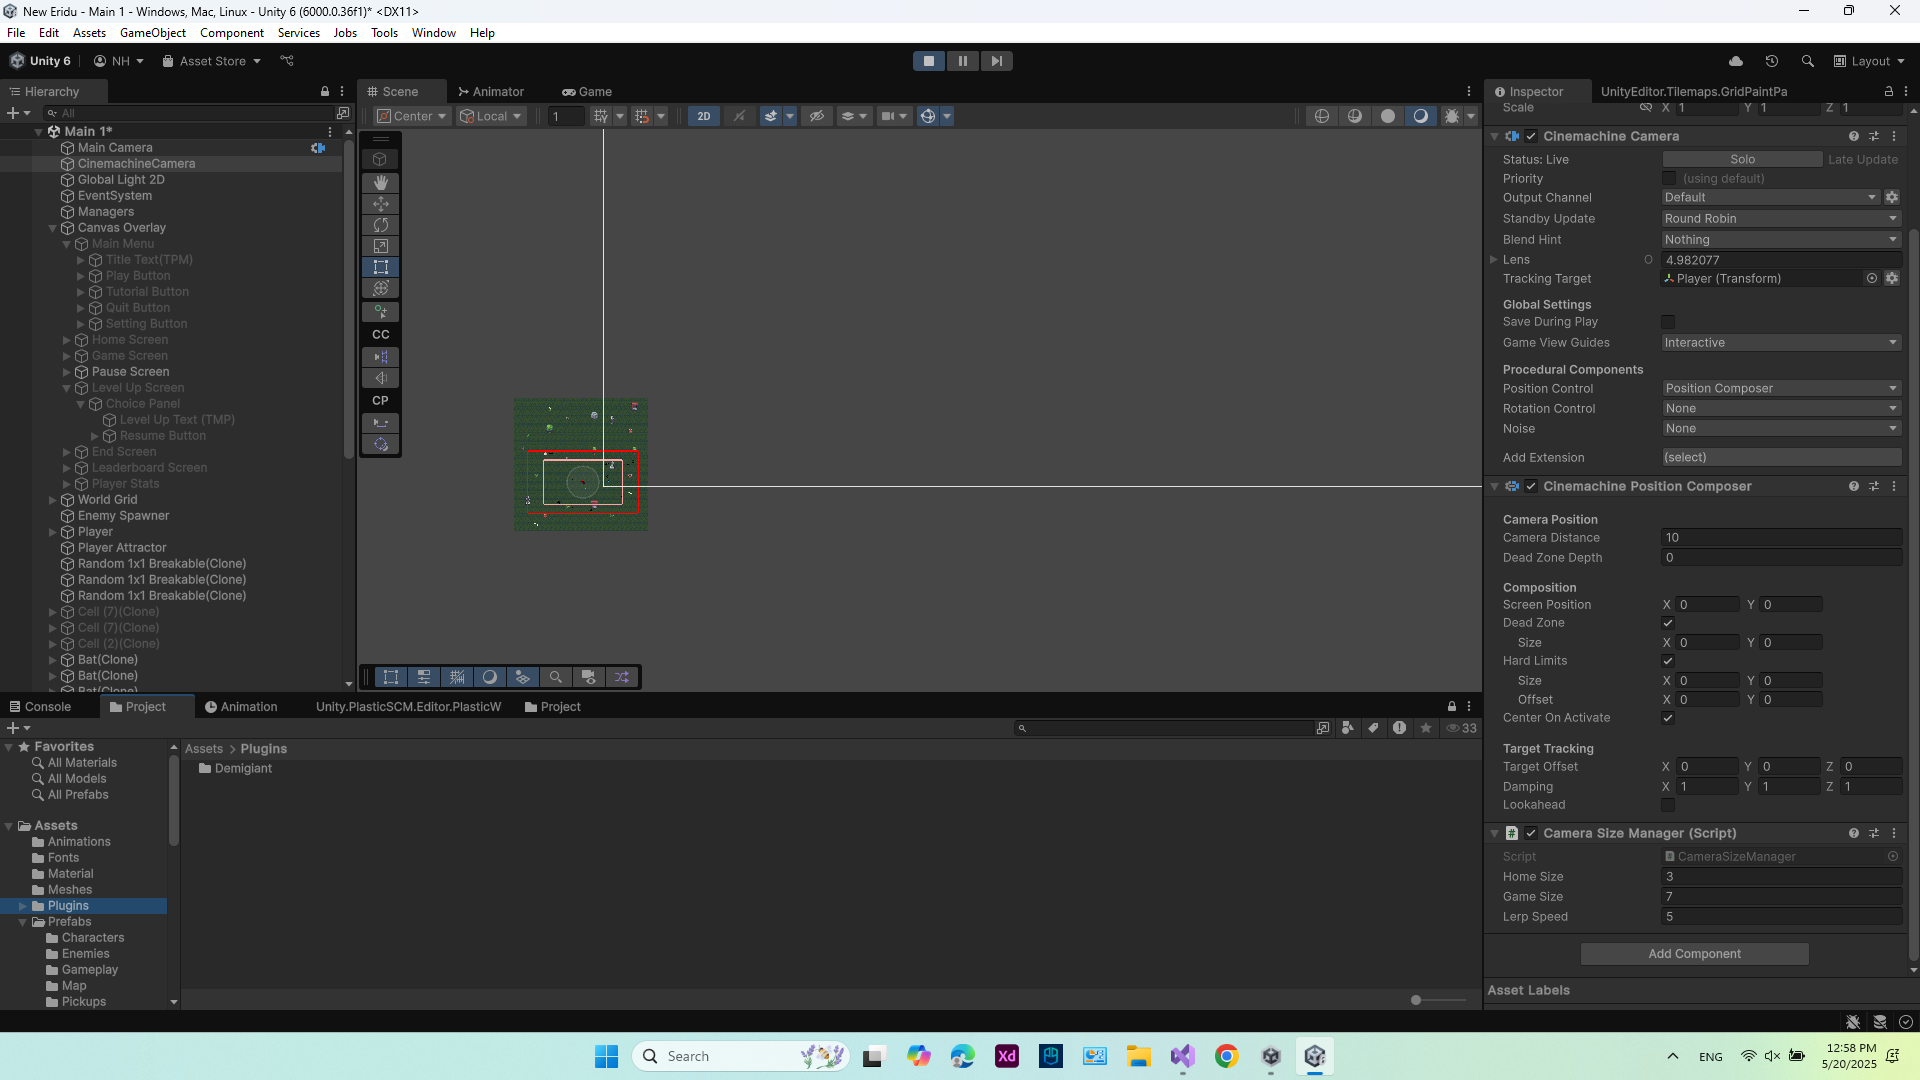 New Eridu - Main 1 - Windows, Mac, Linux - Unity 6 (6000.0.36f1)* <DX11>
File Edit Assets GameObject Component Services Jobs Tools Window Help
Unity 6 NH Asset Store Layout
Hierarchy
All
Main 1*
Main Camera
CinemachineCamera
Global Light 2D
EventSystem
Managers
Canvas Overlay
Main Menu
Title Text(TPM)
Play Button
Tutorial Button
Quit Button
Setting Button
Home Screen
Game Screen
Pause Screen
Level Up Screen
Choice Panel
Level Up Text (TMP)
Resume Button
End Screen
Leaderboard Screen
Player Stats
World Grid
Enemy Spawner
Player
Player Attractor
Random 1x1 Breakable(Clone)
Random 1x1 Breakable(Clone)
Random 1x1 Breakable(Clone)
Cell (7)(Clone)
Cell (7)(Clone)
Cell (2)(Clone)
Bat(Clone)
Bat(Clone)
Bat(Clone)
Scene Animator Game
Center Local 1 2D
CC
CP
Inspector UnityEditor.Tilemaps.GridPaintPa
Scale X 1 Y 1 Z 1
Cinemachine Camera
Status: Live Solo Late Update
Priority (using default)
Output Channel Default
Standby Update Round Robin
Blend Hint Nothing
Lens O 4.982077
Tracking Target Player (Transform)
Global Settings
Save During Play
Game View Guides Interactive
Procedural Components
Position Control Position Composer
Rotation Control None
Noise None
Add Extension (select)
Cinemachine Position Composer
Camera Position
Camera Distance 10
Dead Zone Depth 0
Composition
Screen Position X 0 Y 0
Dead Zone
Size X 0 Y 0
Hard Limits
Size X 0 Y 0
Offset X 0 Y 0
Center On Activate
Target Tracking
Target Offset X 0 Y 0 Z 0
Damping X 1 Y 1 Z 1
Lookahead
Camera Size Manager (Script)
Script CameraSizeManager
Home Size 3
Game Size 7
Lerp Speed 5
Add Component
Asset Labels
Console Project Animation Unity.PlasticSCM.Editor.PlasticW Project
33
Favorites
All Materials
All Models
All Prefabs
Assets
Animations
Fonts
Material
Meshes
Plugins
Prefabs
Characters
Enemies
Gameplay
Map
Pickups
Assets > Plugins
Demigiant
Search
Xd
ENG
12:58 PM
5/20/2025